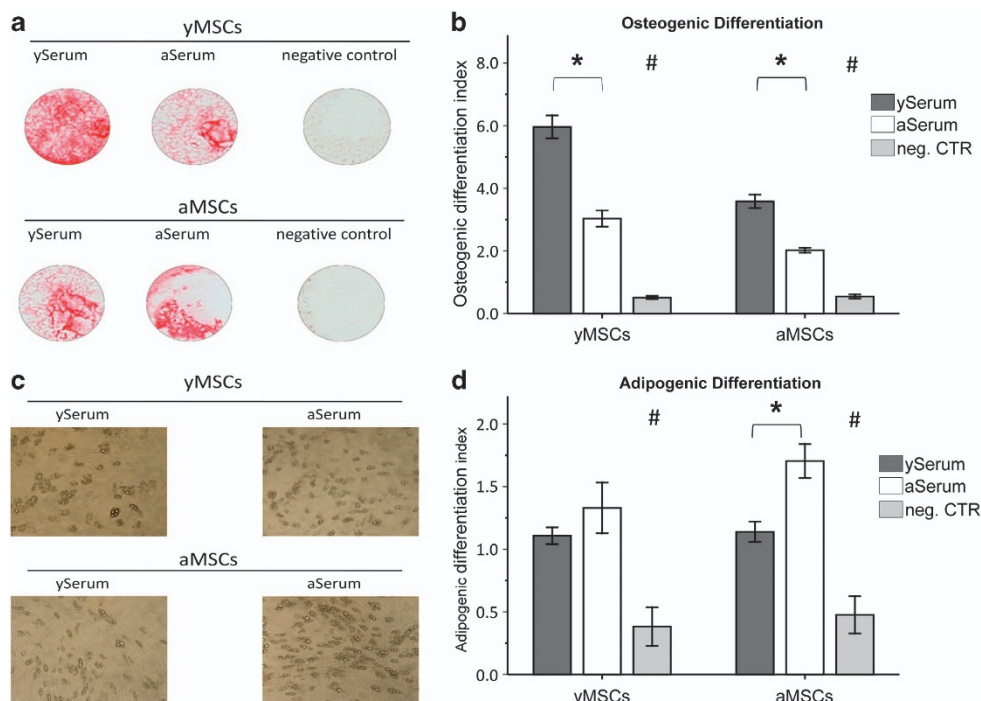 a
yMSCs
ySerum aSerum negative control
aMSCs
ySerum aSerum negative control
b
Osteogenic Differentiation
* # * #
8.0
6.0
4.0
2.0
0.0
Osteogenic differentiation index
yMSCs aMSCs
ySerum
aSerum
neg. CTR
c
yMSCs
ySerum aSerum
aMSCs
ySerum aSerum
d
Adipogenic Differentiation
# * #
2.0
1.5
1.0
0.5
0.0
Adipogenic differentiation index
yMSCs aMSCs
ySerum
aSerum
neg. CTR